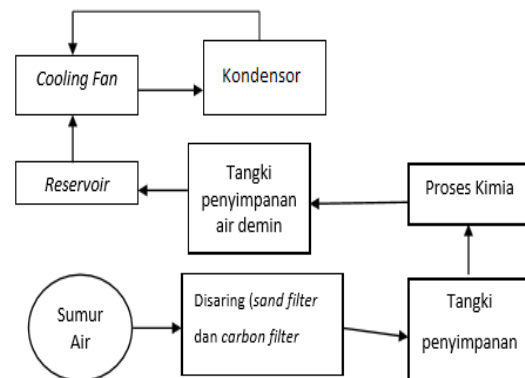 Cooling Fan
Kondensor
Reservoir
Tangki
penyimpanan
air demin
Proses Kimia
Sumur
Air
Disaring (sand filter
dan carbon filter
Tangki
penyimpanan